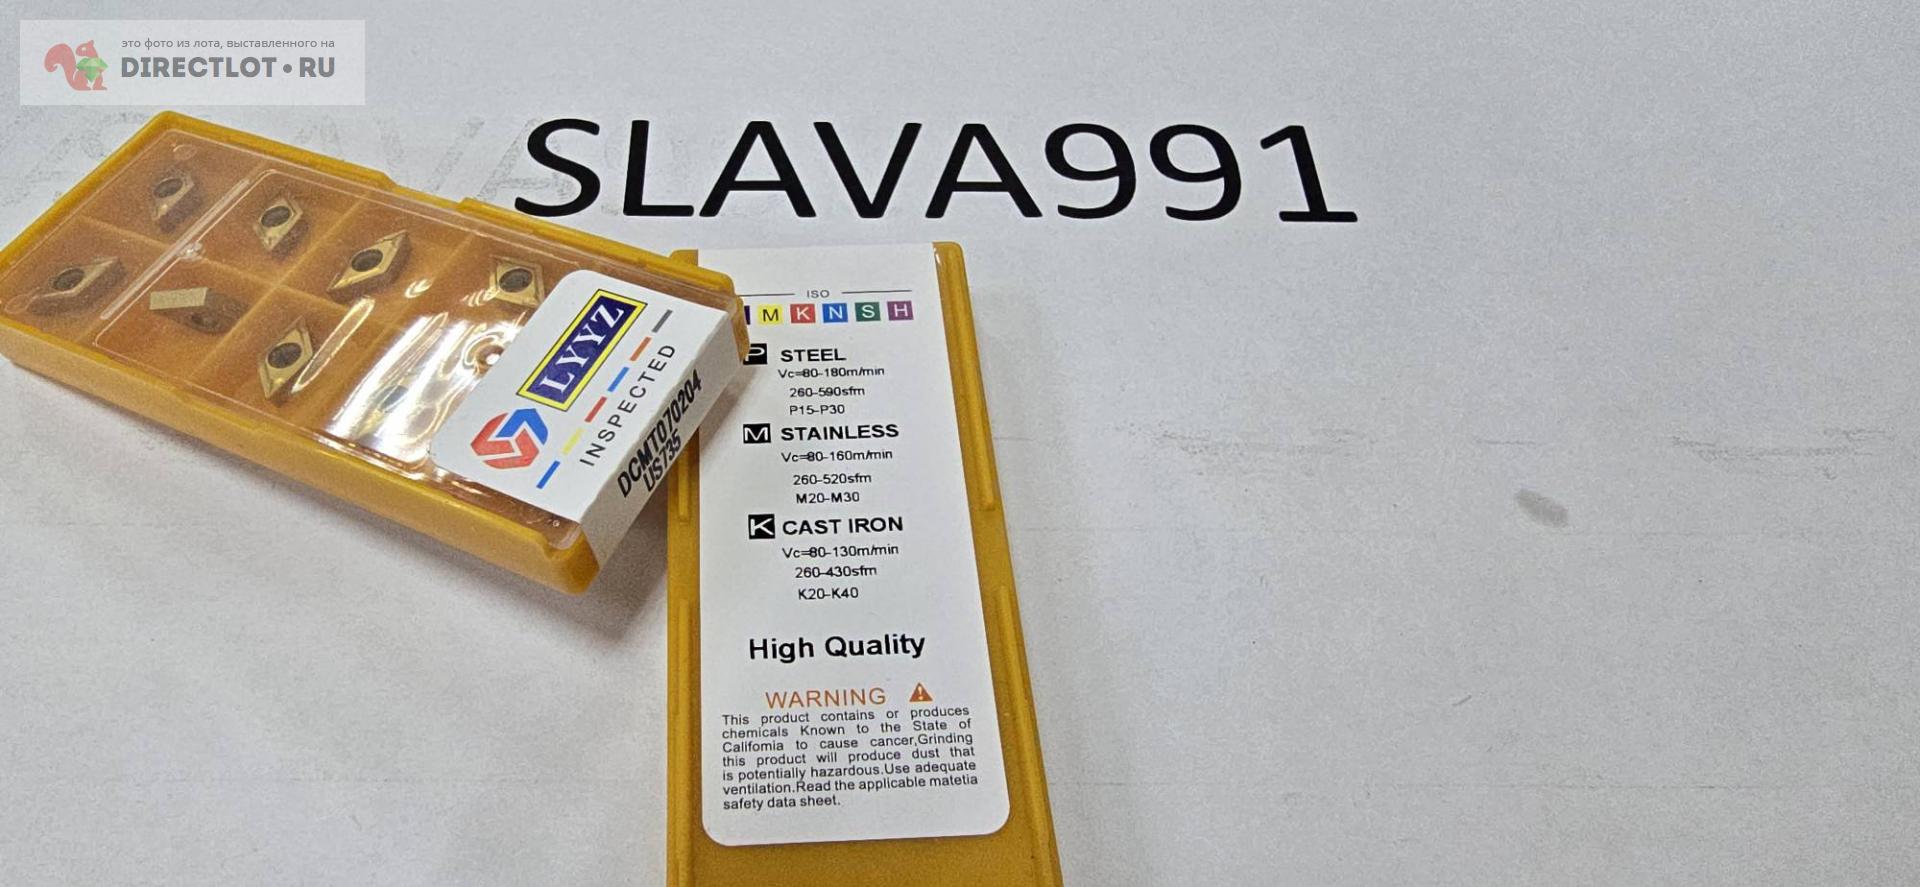 это фото из лота, выставленного на
DIRECTLOT•RU
SLAVA991
LYYZ
INSPECTED
DCMT070204
US735
ISO
M K N S H
P STEEL
Vc=80-180m/min
260-590sfm
P15-P30
M STAINLESS
Vc=80-160m/min
260-520sfm
M20-M30
K CAST IRON
Vc=80-130m/min
260-430sfm
K20-K40
High Quality
WARNING
This product contains or produces
chemicals Known to the State of
Califomia to cause cancer,Grinding
this product will produce dust that
is potentially hazardous.Use adequate
ventilation.Read the applicable matetia
safety data sheet.